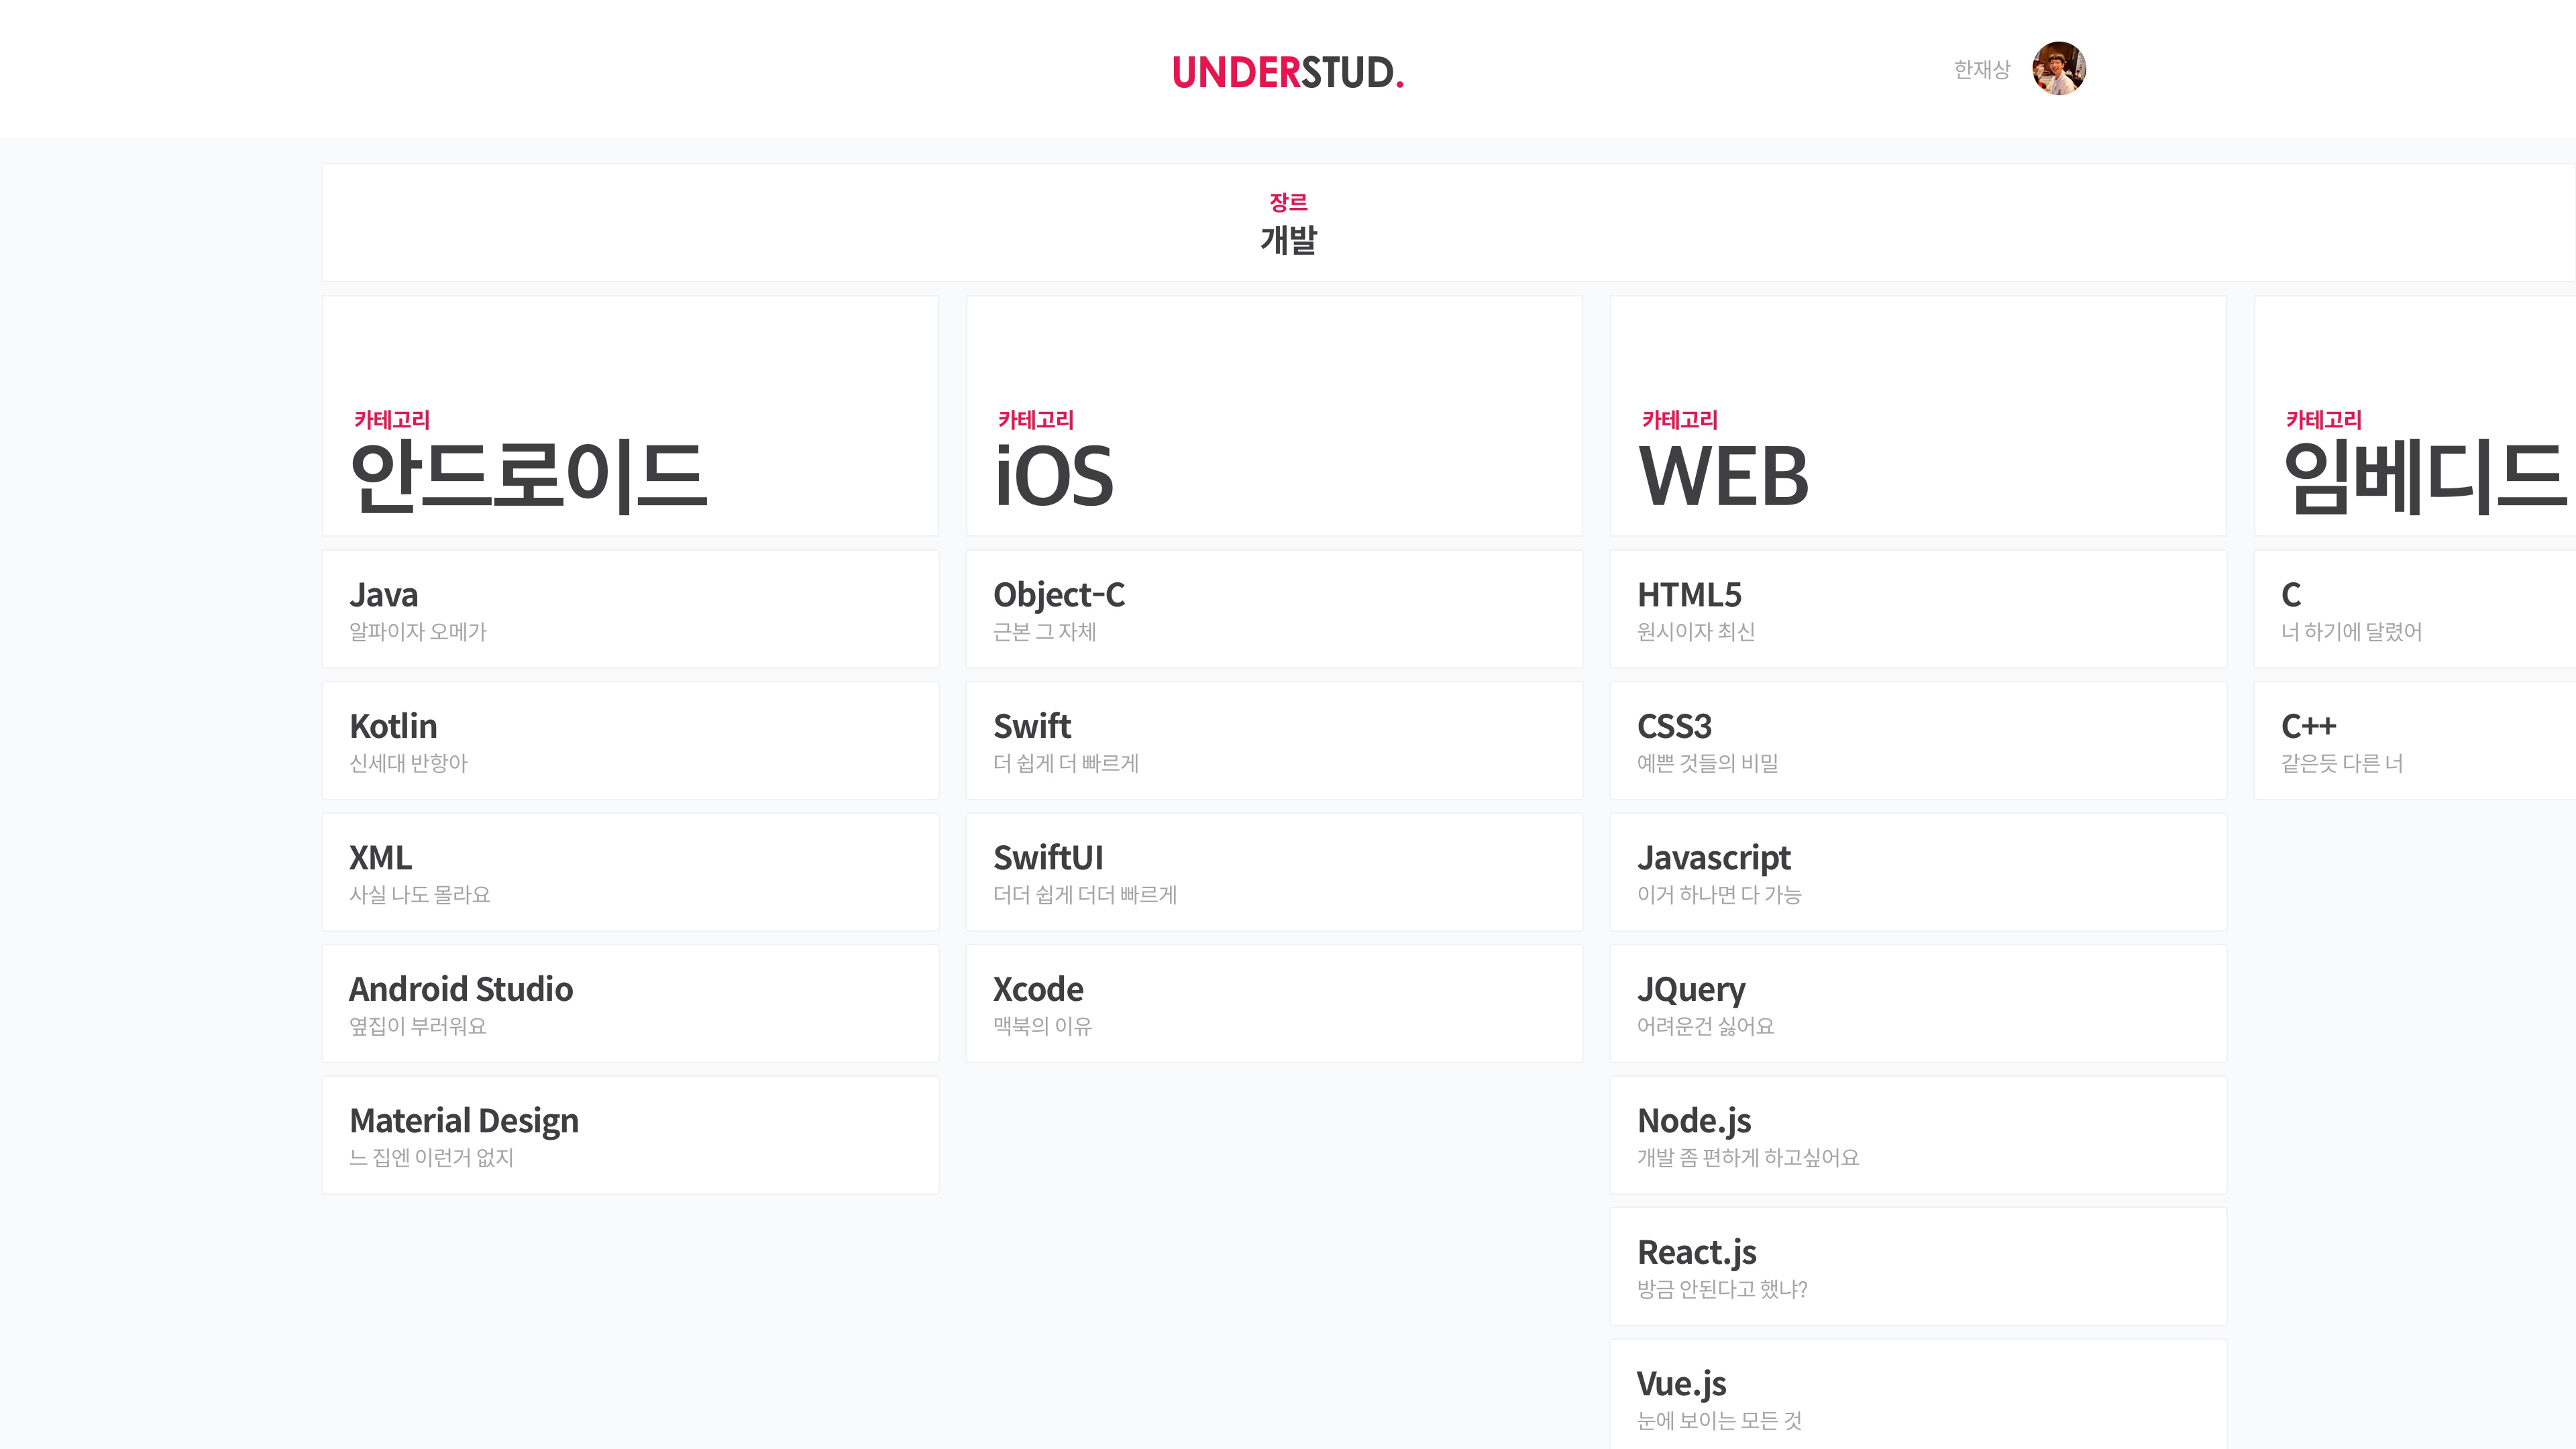 UNDERSTUD.
한재상
장르
개발
카테고리
안드로이드
Java
알파이자 오메가
Kotlin
신세대 반항아
XML
사실 나도 몰라요
Android Studio
옆집이 부러워요
Material Design
느 집엔 이런거 없지
카테고리
iOS
Object-C
근본 그 자체
Swift
더 쉽게 더 빠르게
SwiftUI
더더 쉽게 더더 빠르게
Xcode
맥북의 이유
카테고리
WEB
HTML5
원시이자 최신
CSS3
예쁜 것들의 비밀
Javascript
이거 하나면 다 가능
JQuery
어려운건 싫어요
Node.js
개발 좀 편하게 하고싶어요
React.js
방금 안된다고 했냐?
Vue.js
눈에 보이는 모든 것
카테고리
임베디드
C
너 하기에 달렸어
C++
같은듯 다른 너